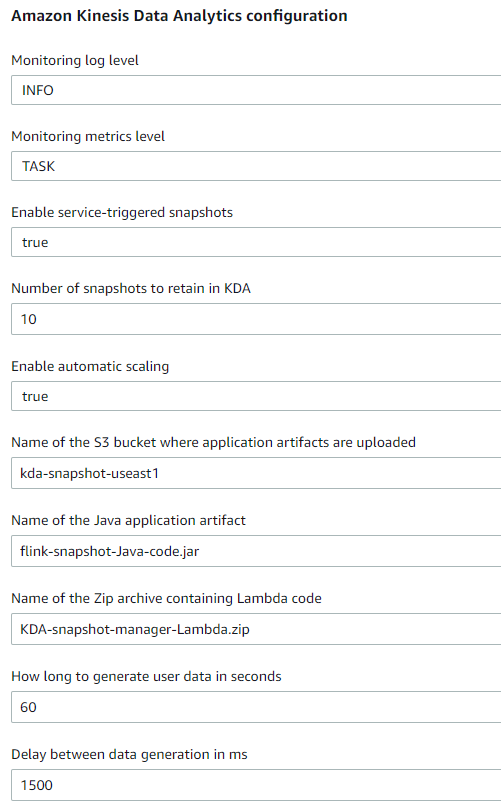 Amazon Kinesis Data Analytics configuration
Monitoring log level
INFO
Monitoring metrics level
TASK
Enable service-triggered snapshots
true
Number of snapshots to retain in KDA
10
Enable automatic scaling
true
Name of the S3 bucket where application artifacts are uploaded
kda-snapshot-useast1
Name of the Java application artifact
flink-snapshot-Java-code.jar
Name of the Zip archive containing Lambda code
KDA-snapshot-manager-Lambda.zip
How long to generate user data in seconds
60
Delay between data generation in ms
1500